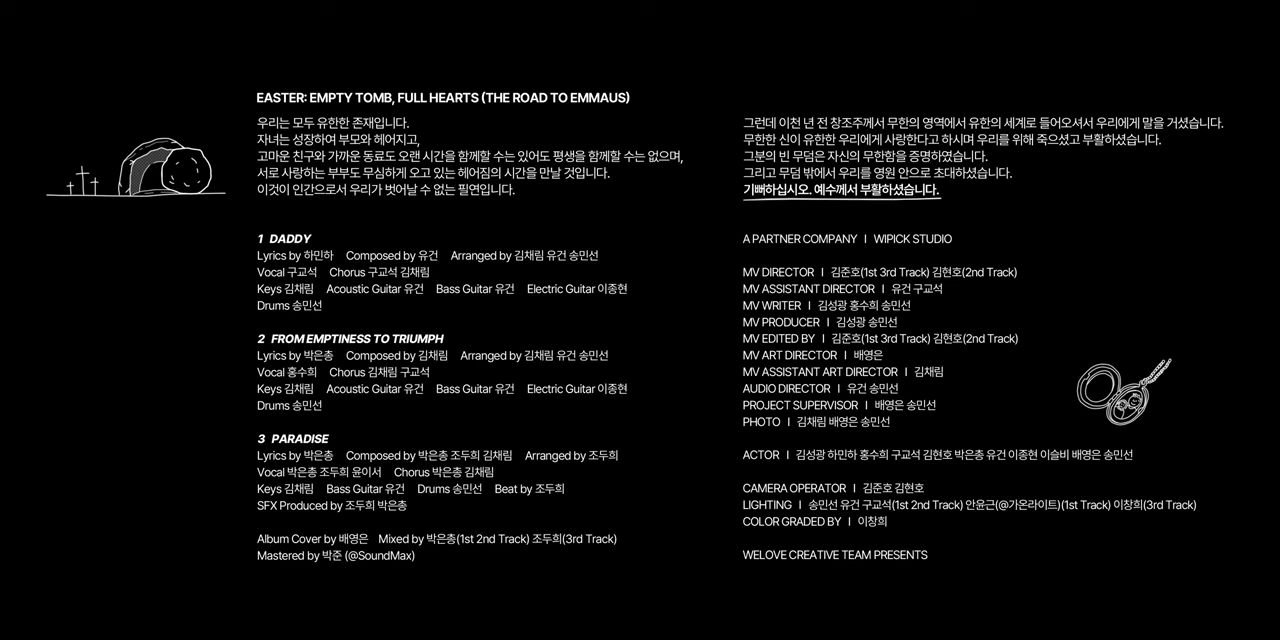 EASTER: EMPTY TOMB, FULL HEARTS (THE ROAD TO EMMAUS)
우리는 모두 유한한 존재입니다.
자녀는 성장하여 부모와 헤어지고,
고마운 친구와 가까운 동료도 오랜 시간을 함께할 수는 있어도 평생을 함께할 수는 없으며,
서로 사랑하는 부부도 무심하게 오고 있는 헤어짐의 시간을 만날 것입니다.
이것이 인간으로서 우리가 벗어날 수 없는 필연입니다.
1 DADDY
Lyrics by 하민하 Composed by 유건 Arranged by 김채림 유건 송민선
Vocal 구교석 Chorus 구교석 김채림
Keys 김채림 Acoustic Guitar 유건 Bass Guitar 유건 Electric Guitar 이종현
Drums 송민선
2 FROM EMPTINESS TO TRIUMPH
Lyrics by 박은총 Composed by 김채림 Arranged by 김채림 유건 송민선
Vocal 홍수희 Chorus 김채림 구교석
Keys 김채림 Acoustic Guitar 유건 Bass Guitar 유건 Electric Guitar 이종현
Drums 송민선
3 PARADISE
Lyrics by 박은총 Composed by 박은총 조두희 김채림 Arranged by 조두희
Vocal 박은총 조두희 윤이서 Chorus 박은총 김채림
Keys 김채림 Bass Guitar 유건 Drums 송민선 Beat by 조두희
SFX Produced by 조두희 박은총
Album Cover by 배영은 Mixed by 박은총(1st 2nd Track) 조두희(3rd Track)
Mastered by 박준 (@SoundMax)
그런데 이천 년 전 창조주께서 무한의 영역에서 유한의 세계로 들어오셔서 우리에게 말을 거셨습니다.
무한한 신이 유한한 우리에게 사랑한다고 하시며 우리를 위해 죽으셨고 부활하셨습니다.
그분의 빈 무덤은 자신의 무한함을 증명하였습니다.
그리고 무덤 밖에서 우리를 영원 안으로 초대하셨습니다.
기뻐하십시오. 예수께서 부활하셨습니다.
A PARTNER COMPANY | WIPICK STUDIO
MV DIRECTOR | 김준호(1st 3rd Track) 김현호(2nd Track)
MV ASSISTANT DIRECTOR | 유건 구교석
MV WRITER | 김성광 홍수희 송민선
MV PRODUCER | 김성광 송민선
MV EDITED BY | 김준호(1st 3rd Track) 김현호(2nd Track)
MV ART DIRECTOR | 배영은
MV ASSISTANT ART DIRECTOR | 김채림
AUDIO DIRECTOR | 유건 송민선
PROJECT SUPERVISOR | 배영은 송민선
PHOTO | 김채림 배영은 송민선
ACTOR | 김성광 하민하 홍수희 구교석 김현호 박은총 유건 이종현 이슬비 배영은 송민선
CAMERA OPERATOR | 김준호 김현호
LIGHTING | 송민선 유건 구교석(1st 2nd Track) 안윤근(@가온라이트)(1st Track) 이창희(3rd Track)
COLOR GRADED BY | 이창희
WELOVE CREATIVE TEAM PRESENTS